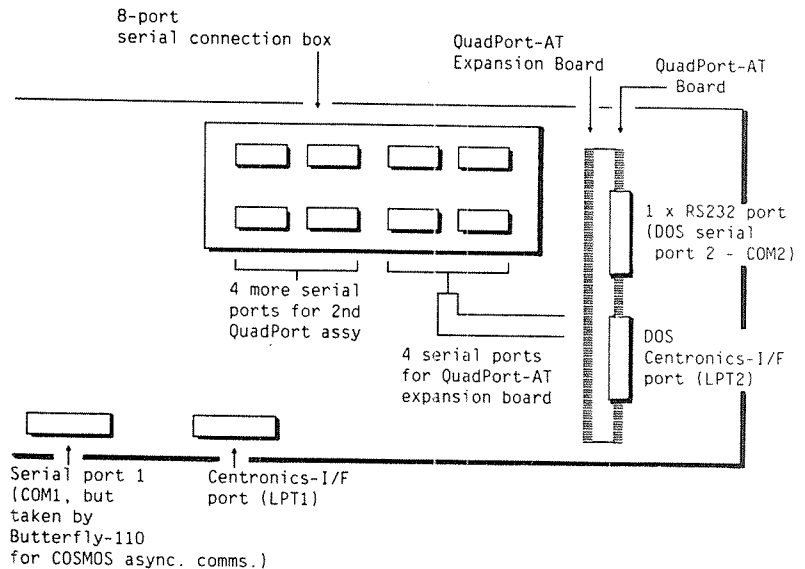 8-port
serial connection box
QuadPort-AT
Expansion Board
QuadPort-AT
Board
1 x RS232 port
(DOS serial
port 2 - COM2)
4 more serial
ports for 2nd
QuadPort assy
4 serial ports
for QuadPort-AT
expansion board
DOS
Centronics-I/F
port (LPT2)
Serial port 1
(COM1, but
taken by
Butterfly-110
for COSMOS async. comms.)
Centronics-I/F
port (LPT1)